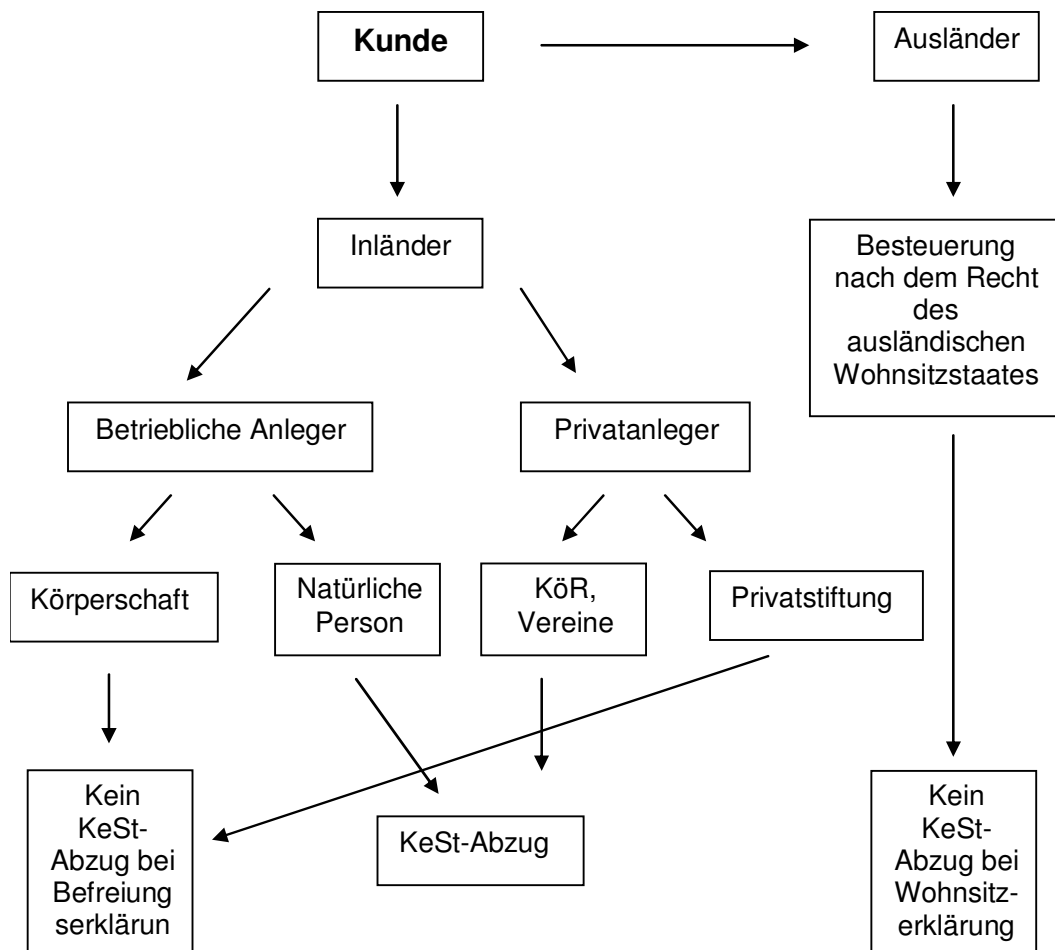 Kunde
Ausländer
Inländer
Besteuerung
nach dem Recht
des
ausländischen
Wohnsitzstaates
Betriebliche Anleger
Privatanleger
Körperschaft
Natürliche
Person
KöR,
Vereine
Privatstiftung
Kein
KeSt-
Abzug bei
Befreiung
serklärun
KeSt-Abzug
Kein
KeSt-
Abzug bei
Wohnsitz-
erklärung